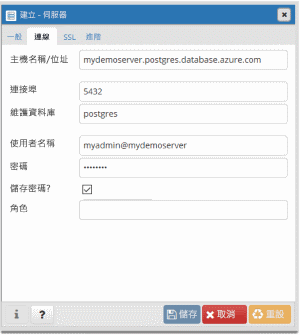 建立 - 伺服器
一般 連線 SSL 進階
主機名稱/位址 mydemoserver.postgres.database.azure.com
連接埠 5432
維護資料庫 postgres
使用者名稱 myadmin@mydemoserver
密碼 ••••••••
儲存密碼?
角色
i ? 儲存 取消 重設